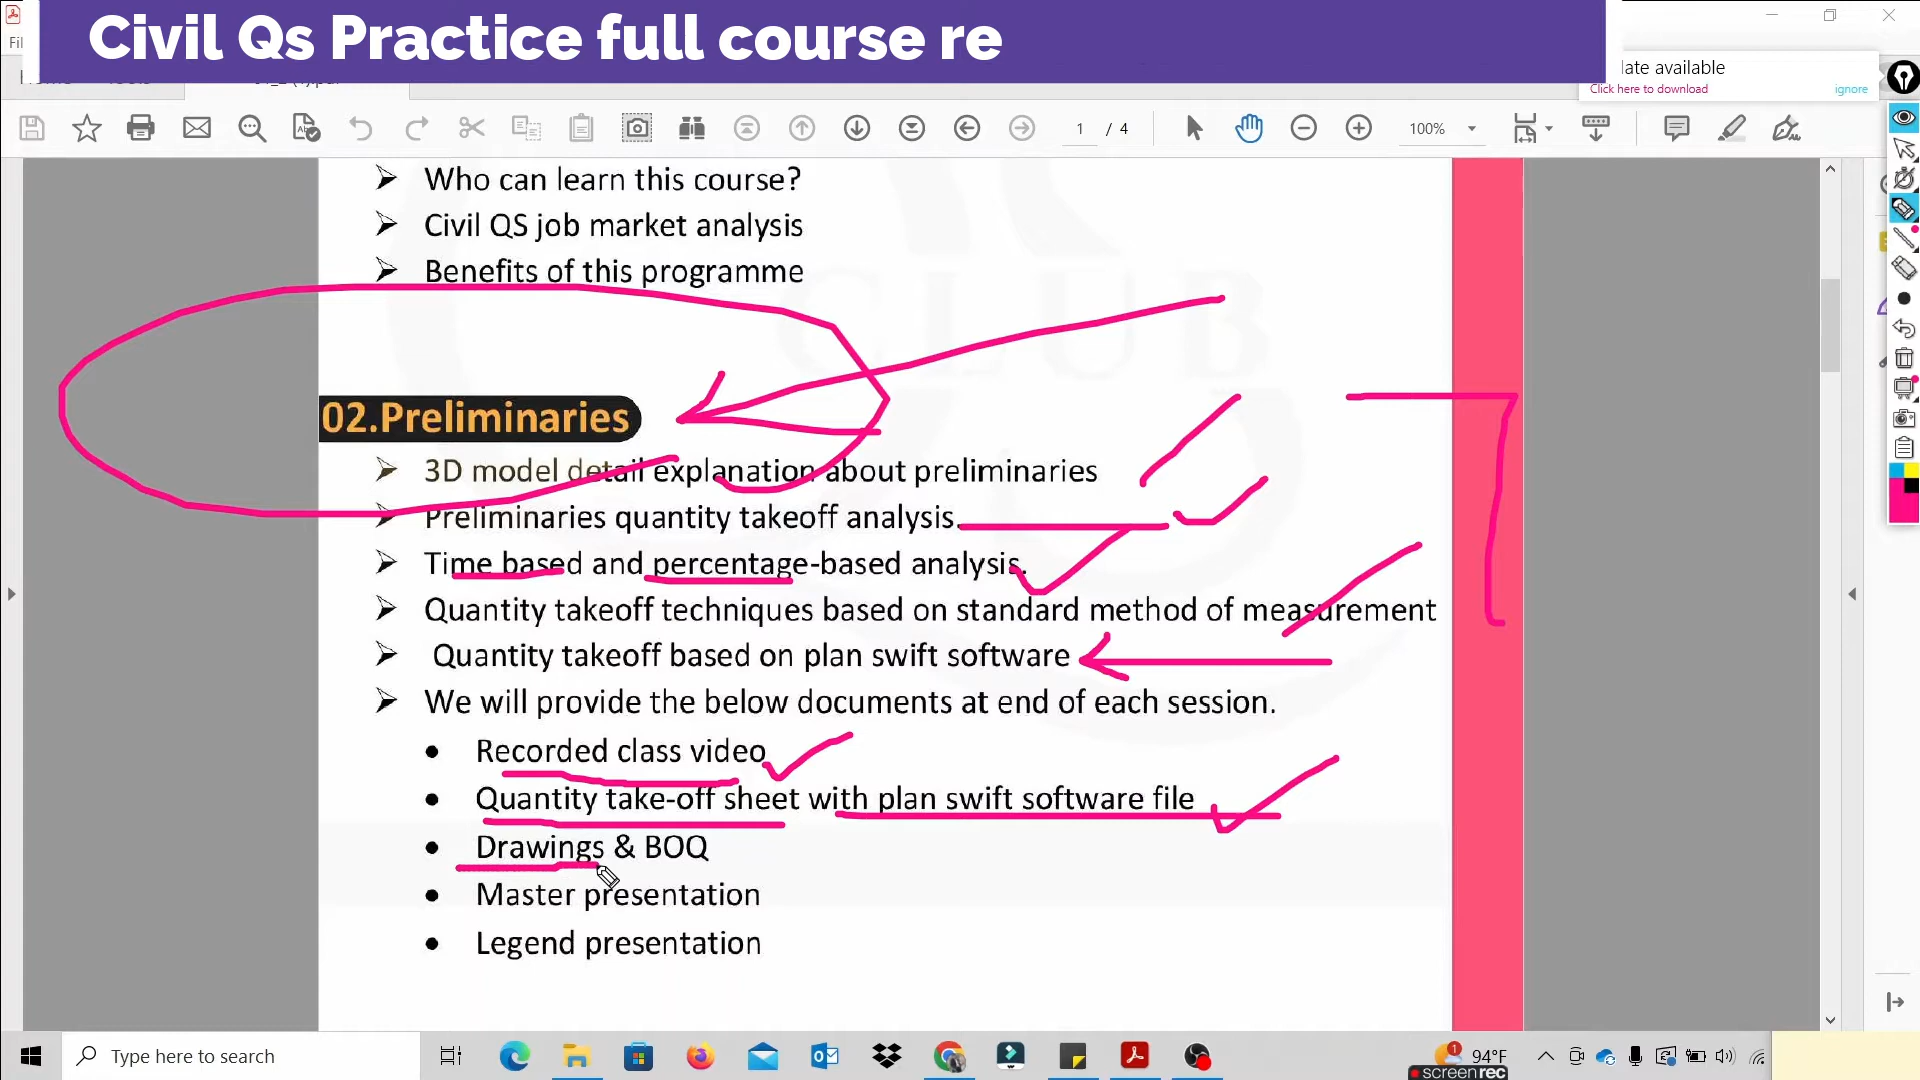 Civil Qs Practice full course re
late available
Click here to download
ignore
1 / 4
100%
Who can learn this course?
Civil QS job market analysis
Benefits of this programme
CLUB
02.Preliminaries
3D model detail explanation about preliminaries
Preliminaries quantity takeoff analysis.
Time based and percentage-based analysis.
Quantity takeoff techniques based on standard method of measurement
Quantity takeoff based on plan swift software
We will provide the below documents at end of each session.
Recorded class video
Quantity take-off sheet with plan swift software file
Drawings & BOQ
Master presentation
Legend presentation
Type here to search
1
94°F
screenrec